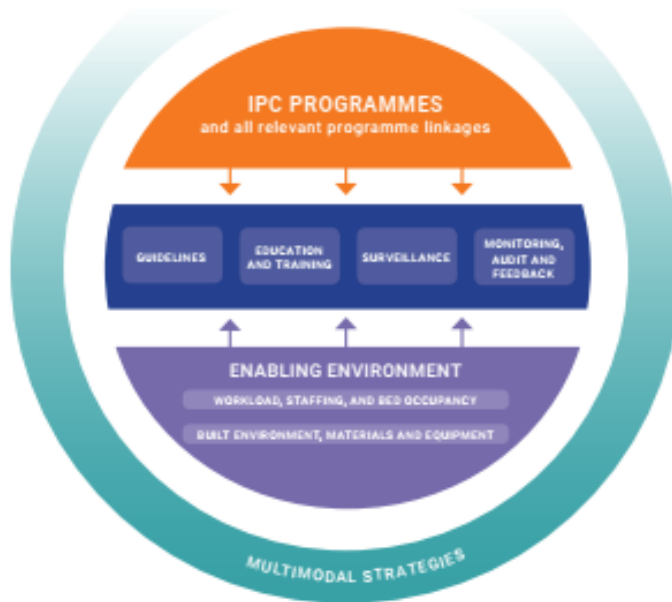 IPC PROGRAMMES
and all relevant programme linkages
GUIDELINES
EDUCATION
AND TRAINING
SURVEILLANCE
MONITORING,
AUDIT AND
FEEDBACK
ENABLING ENVIRONMENT
WORKLOAD, STAFFING, AND BED OCCUPANCY
BUILT ENVIRONMENT, MATERIALS AND EQUIPMENT
MULTIMODAL STRATEGIES